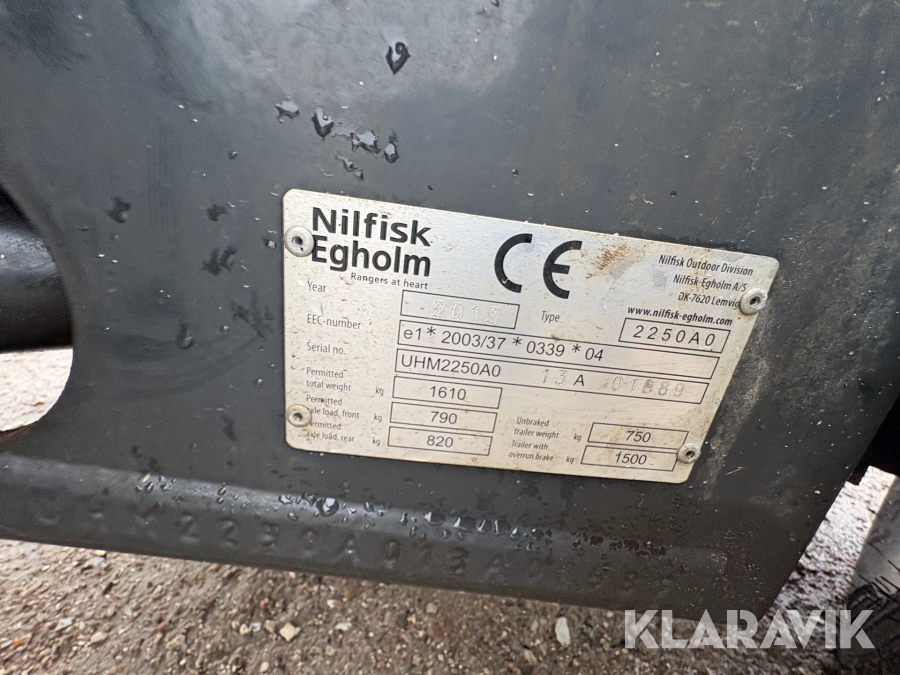 Nilfisk
Egholm
Rangers at heart
CE
Nilfisk Outdoor Division
Nilfisk-Egholm A/S
DK-7620 Lemvig
www.nilfisk-egholm.com
Year 2013 Type 2250A0
EEC-number e1* 2003/37 * 0339 * 04
Serial no. UHM2250A0 13 A 01689
Permitted total weight kg 1610
Permitted axle load, front kg 790
Permitted axle load, rear kg 820
Unbraked trailer weight kg 750
Trailer with overrun brake kg 1500
KLARAVIK